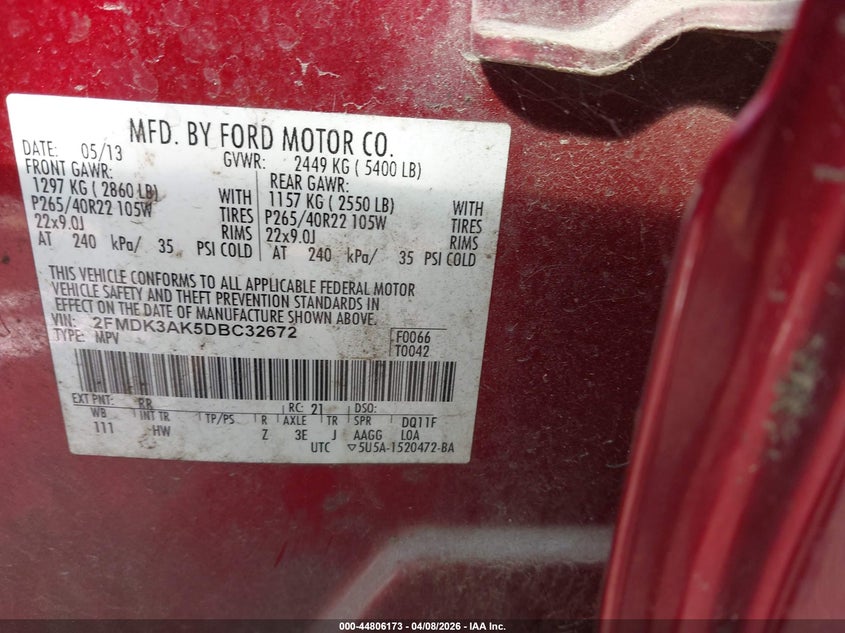 MFD. BY FORD MOTOR CO.
DATE: 05/13 GVWR: 2449 KG ( 5400 LB)
FRONT GAWR: REAR GAWR:
1297 KG ( 2860 LB) WITH 1157 KG ( 2550 LB) WITH
P265/40R22 105W TIRES P265/40R22 105W TIRES
22x9.0J RIMS 22x9.0J RIMS
AT 240 kPa/ 35 PSI COLD AT 240 kPa/ 35 PSI COLD
THIS VEHICLE CONFORMS TO ALL APPLICABLE FEDERAL MOTOR
VEHICLE SAFETY AND THEFT PREVENTION STANDARDS IN
EFFECT ON THE DATE OF MANUFACTURE SHOWN ABOVE.
VIN: 2FMDK3AK5DBC32672 F0066
TYPE: MPV T0042
EXT PNT: RR RC: 21 DSO:
WB INT TR TP/PS R AXLE TR SPR DQ11F
111 HW Z 3E J AAGG LOA
UTC ▽5U5A-1520472-BA
000-44806173 - 04/08/2026 - IAA Inc.